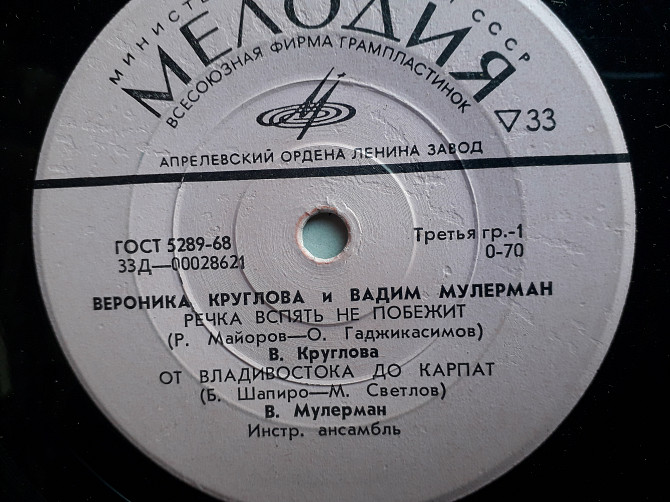 МИНИСТЕ
СССР
МЕЛОДИЯ
ВСЕСОЮЗНАЯ ФИРМА ГРАМПЛАСТИНОК
▽33
АПРЕЛЕВСКИЙ ОРДЕНА ЛЕНИНА ЗАВОД
ГОСТ 5289-68
Третья гр.-1
33Д—00028621
0-70
ВЕРОНИКА КРУГЛОВА и ВАДИМ МУЛЕРМАН
РЕЧКА ВСПЯТЬ НЕ ПОБЕЖИТ
(Р. Майоров—О. Гаджикасимов)
В. Круглова
ОТ ВЛАДИВОСТОКА ДО КАРПАТ
(Б. Шапиро—М. Светлов)
В. Мулерман
Инстр. ансамбль